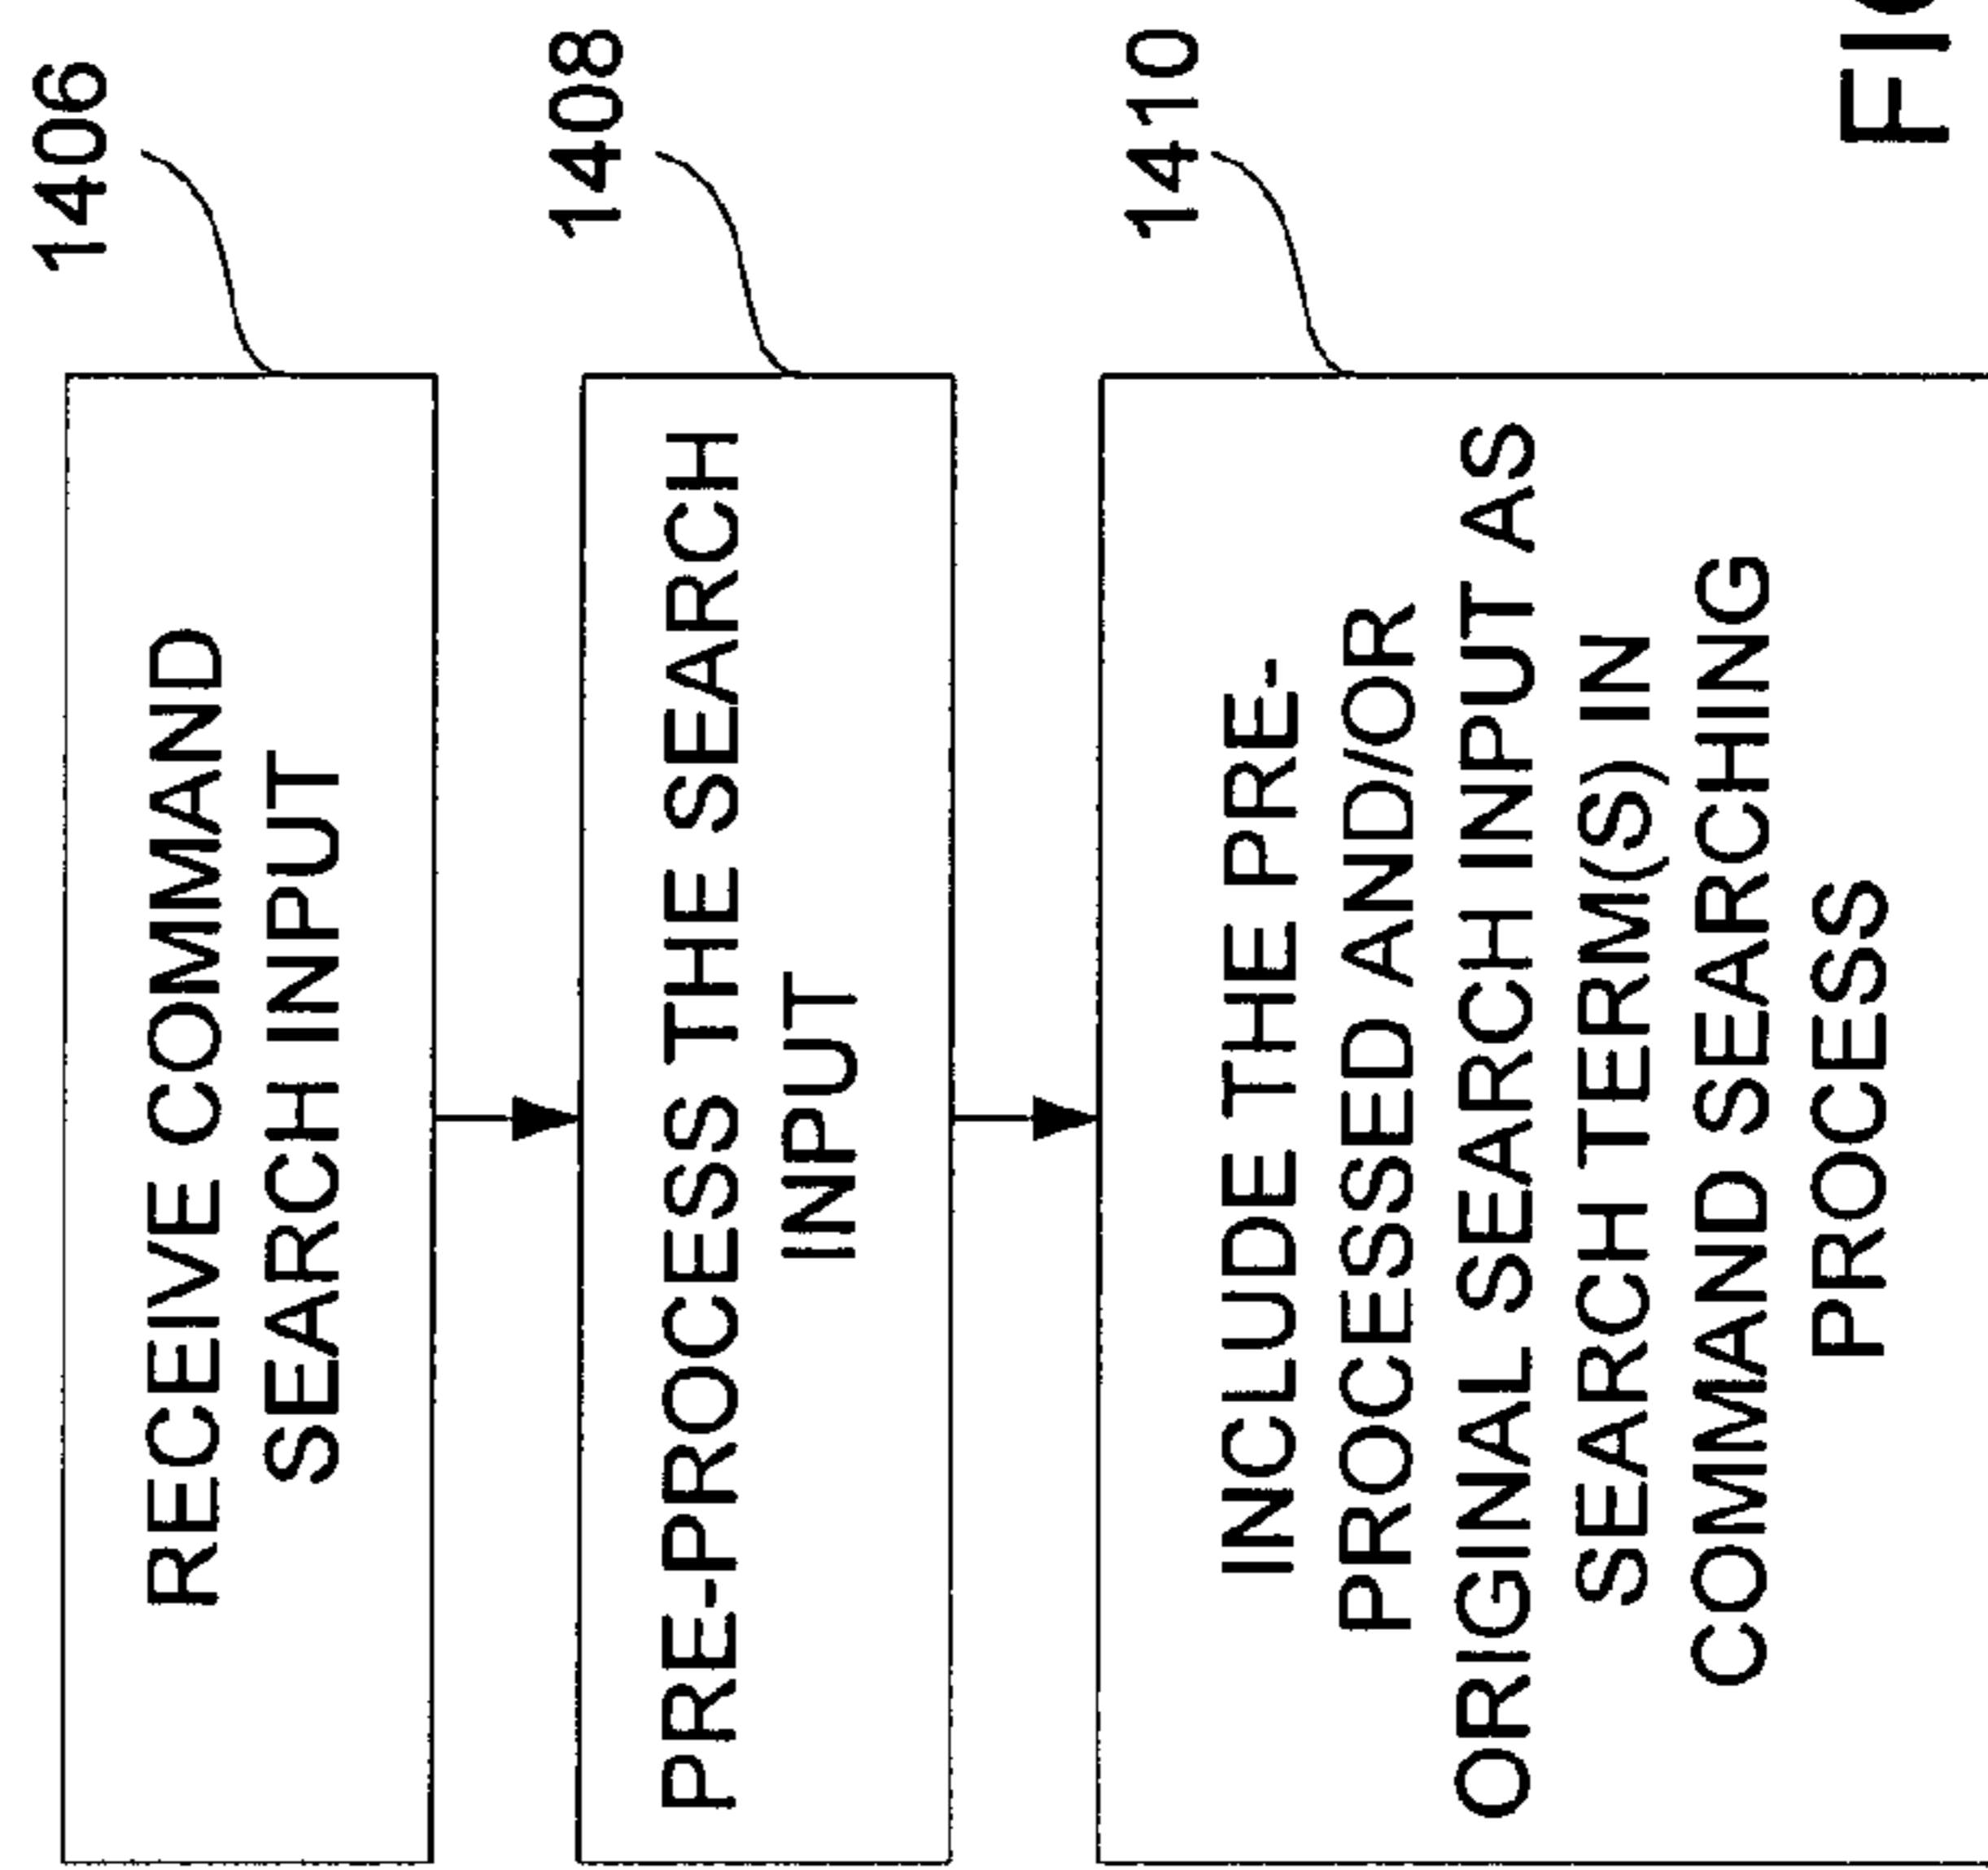 1406
RECEIVE COMMAND
SEARCH INPUT
1408
PRE-PROCESS THE SEARCH
INPUT
1410
INCLUDE THE PRE-
PROCESSED AND/OR
ORIGINAL SEARCH INPUT AS
SEARCH TERM(S) IN
COMMAND SEARCHING
PROCESS